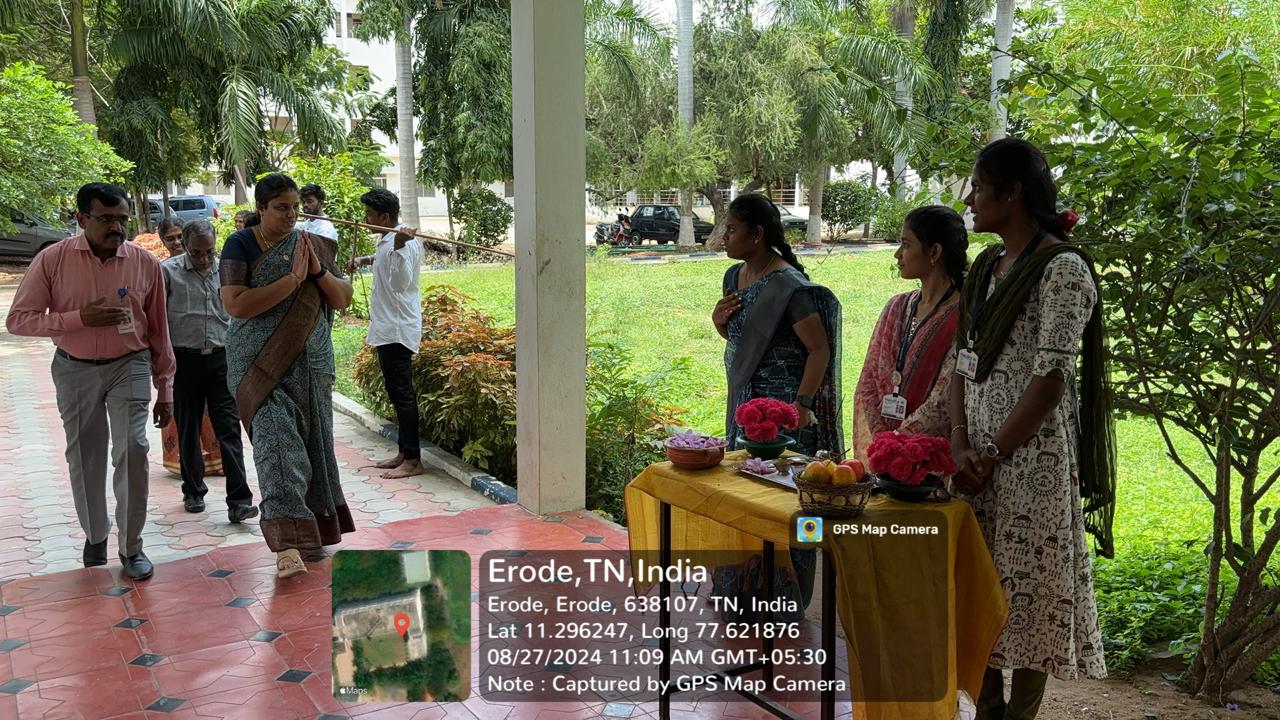 GPS Map Camera
Erode,TN,India
Erode, Erode, 638107, TN, India
Lat 11.296247, Long 77.621876
08/27/2024 11:09 AM GMT+05:30
Note : Captured by GPS Map Camera
Maps